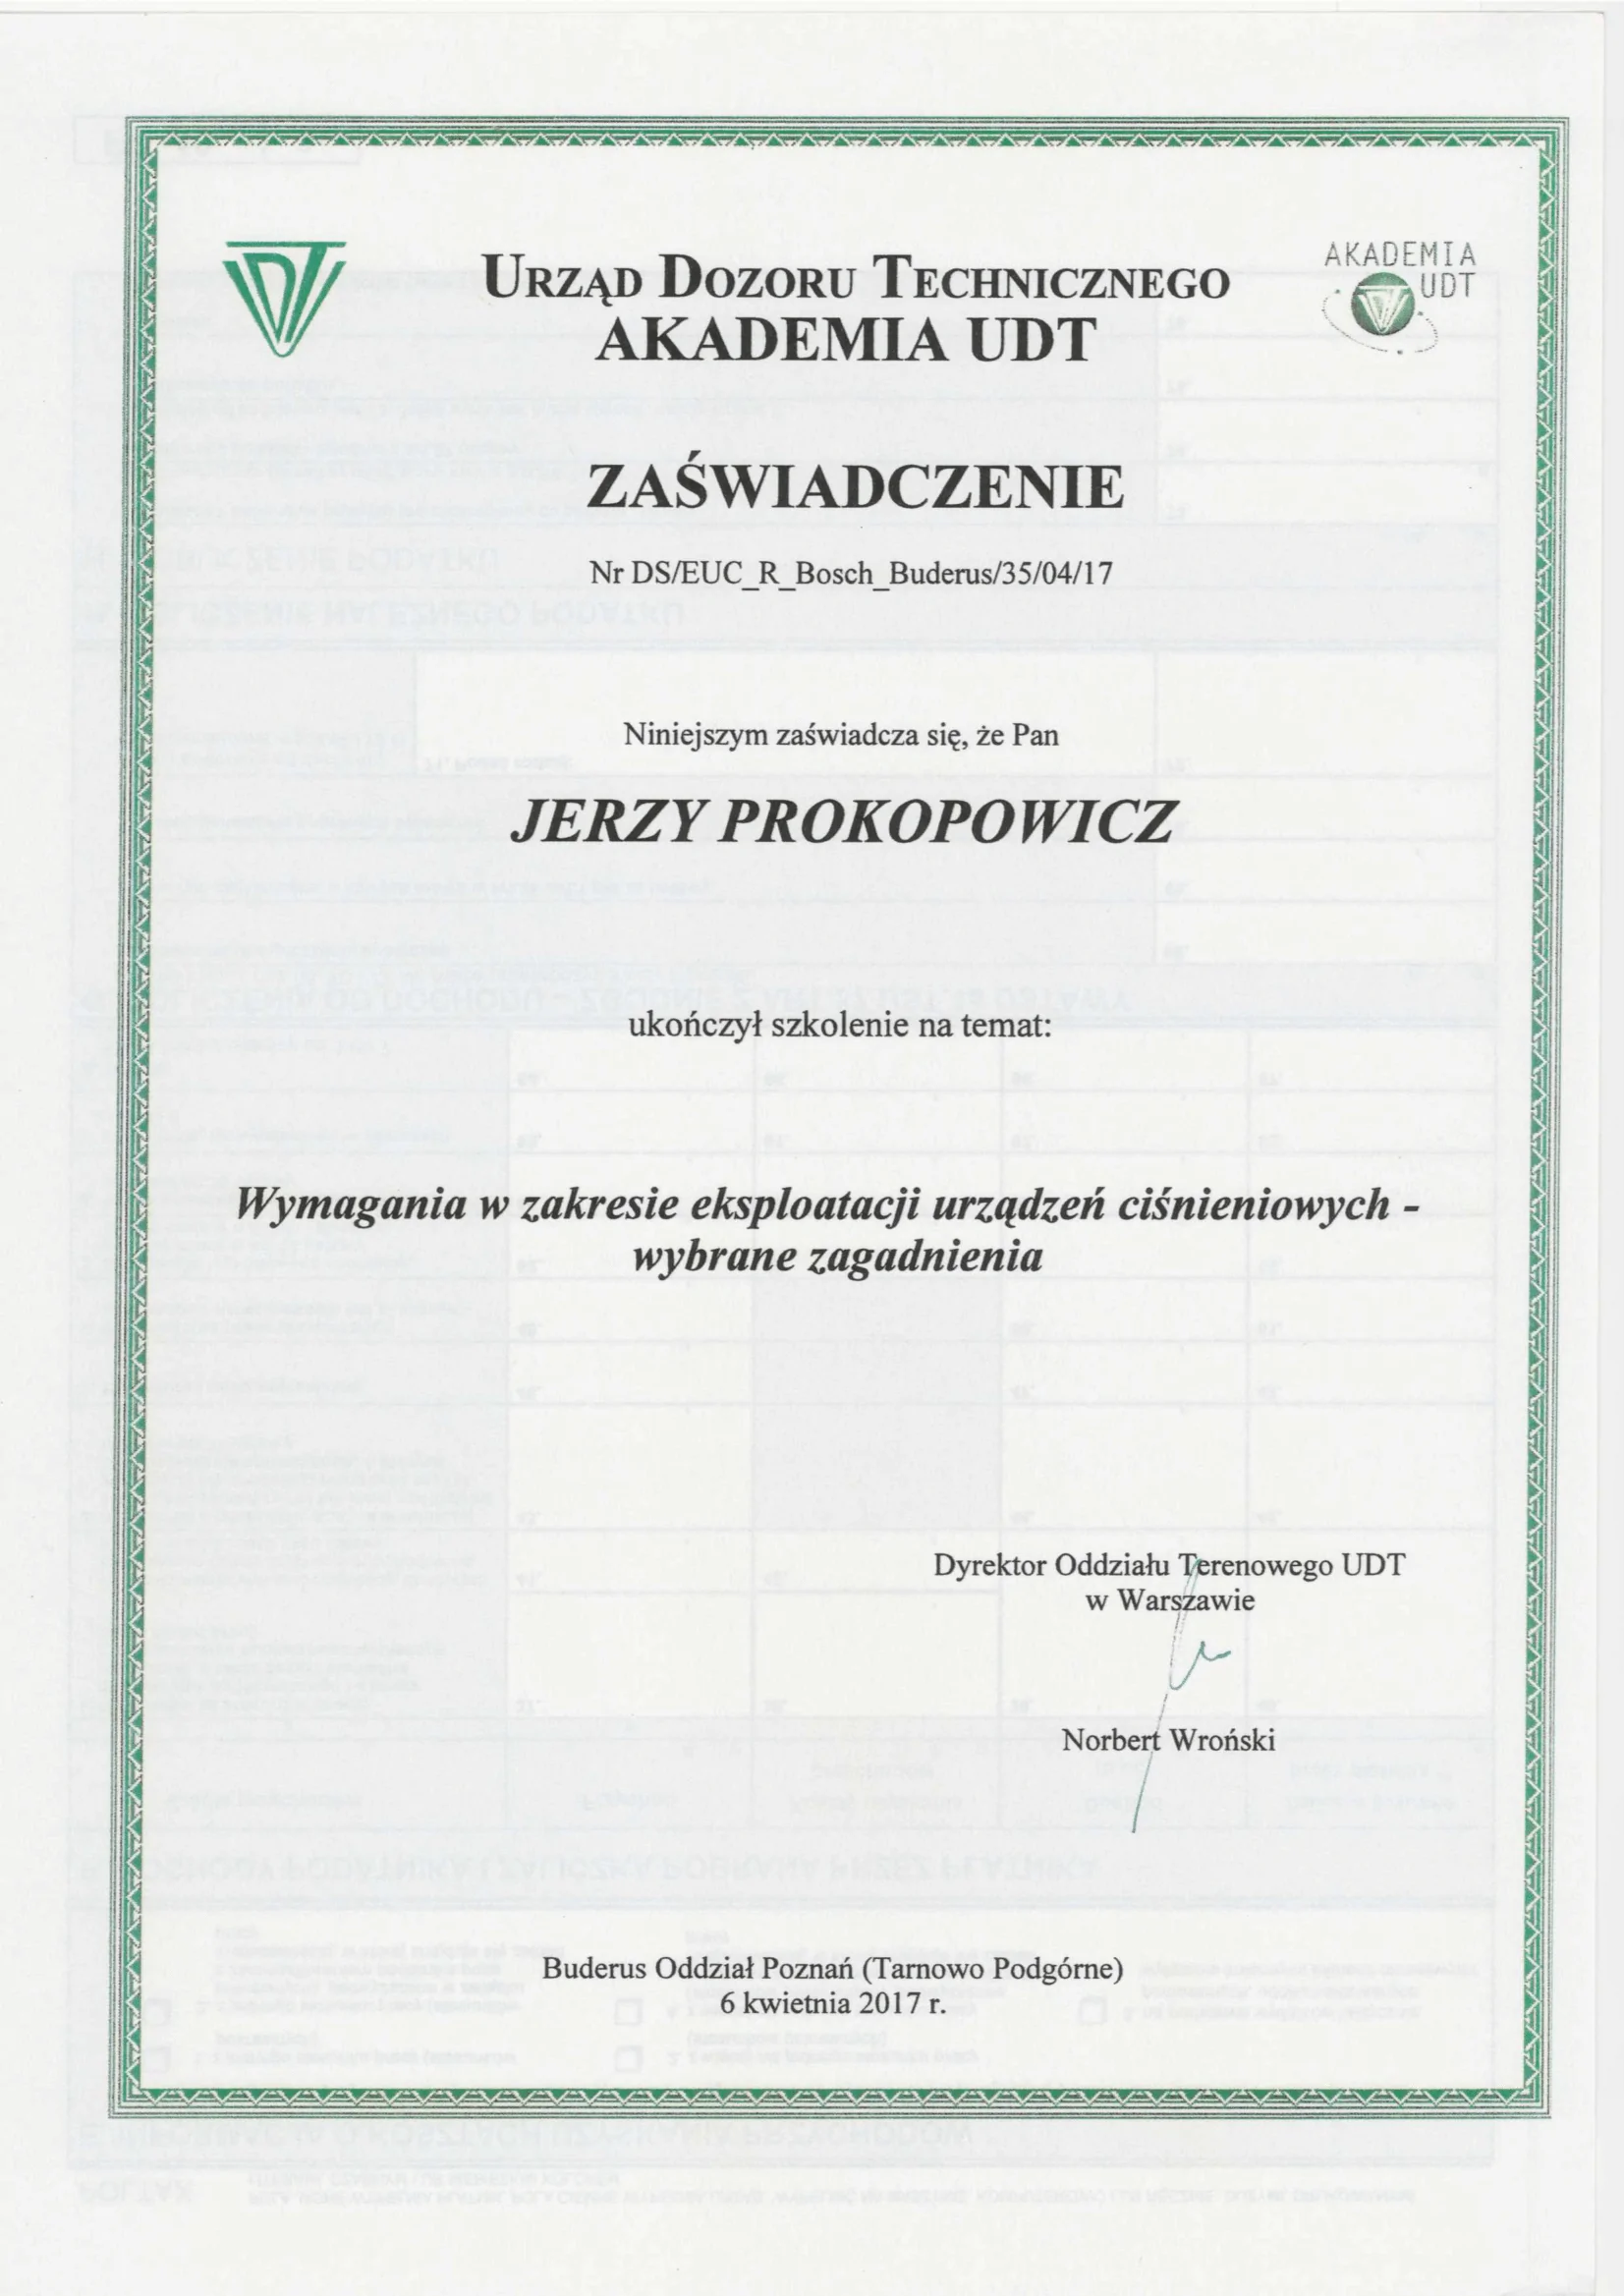 URZĄD DOZORU TECHNICZNEGO
AKADEMIA UDT
AKADEMIA
UDT
ZAŚWIADCZENIE
Nr DS/EUC_R_Bosch_Buderus/35/04/17
Niniejszym zaświadcza się, że Pan
JERZY PROKOPOWICZ
ukończył szkolenie na temat:
Wymagania w zakresie eksploatacji urządzeń ciśnieniowych -
wybrane zagadnienia
Dyrektor Oddziału Terenowego UDT
w Warszawie
Norbert Wroński
Buderus Oddział Poznań (Tarnowo Podgórne)
6 kwietnia 2017 r.